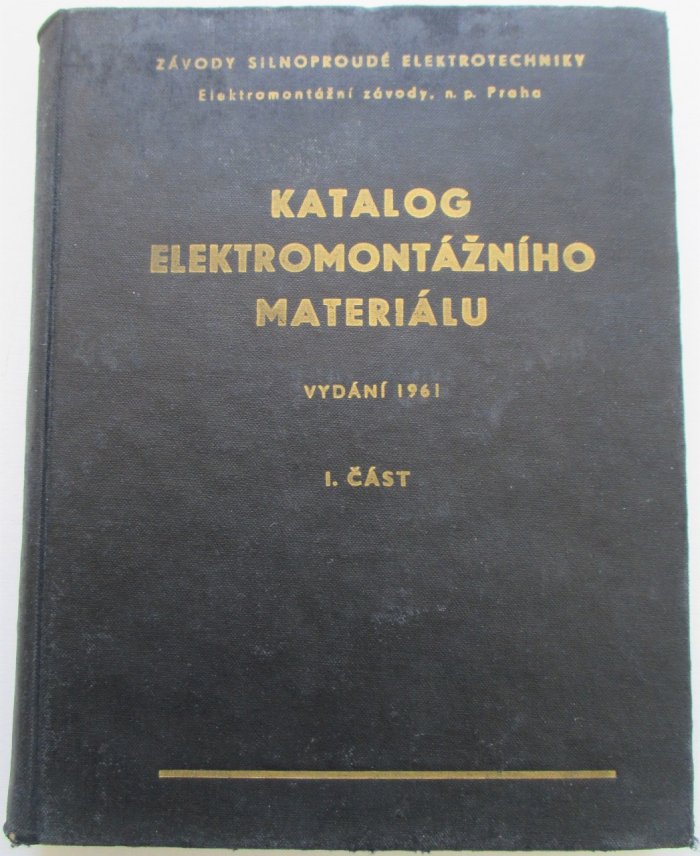 ZÁVODY SILNOPROUDÉ ELEKTROTECHNIKY
Elektromontážní závody, n. p. Praha
KATALOG
ELEKTROMONTÁŽNÍHO
MATERIÁLU
VYDÁNÍ 1961
I. ČÁST